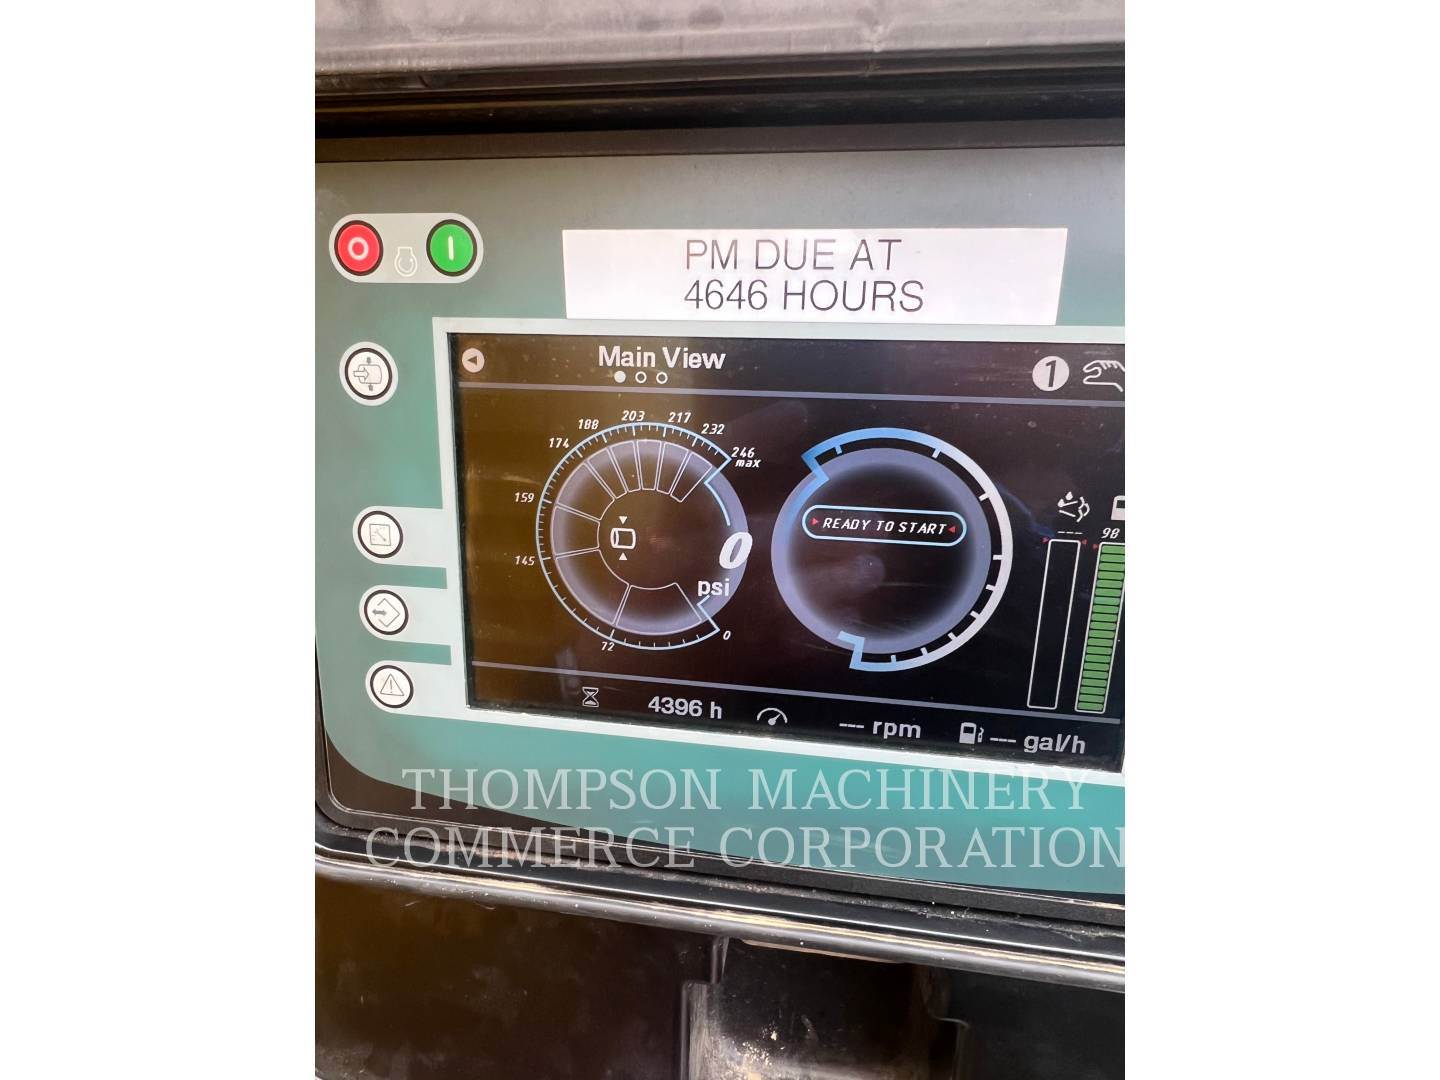 PM DUE AT
4646 HOURS
Main View
1
188 203 217 232
174
246
max
159
READY TO START
--- 98
0
145
psi
0
72
4396 h --- rpm --- gal/h
THOMPSON MACHINERY
COMMERCE CORPORATION